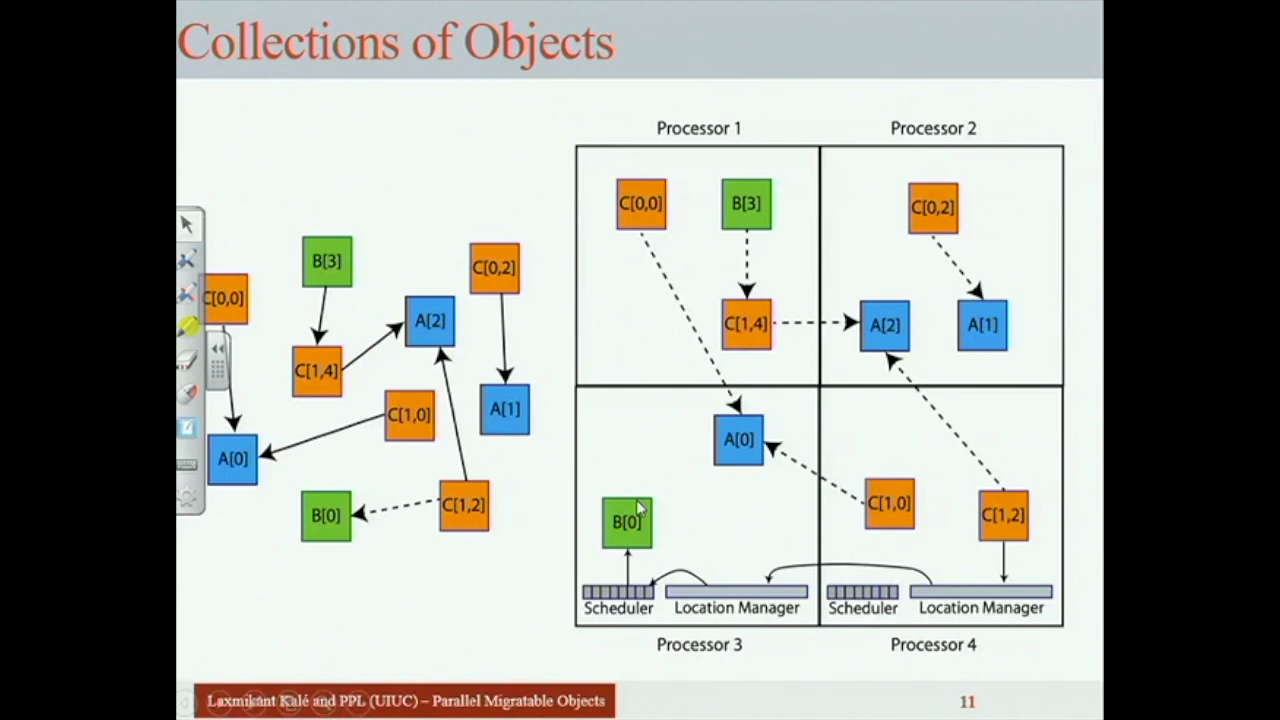 Collections of Objects
Processor 1
Processor 2
C[0,0]
B[3]
C[0,2]
C[1,4]
A[2]
A[1]
A[0]
C[1,0]
C[1,2]
B[0]
Scheduler
Location Manager
Scheduler
Location Manager
Processor 3
Processor 4
B[3]
C[0,2]
C[0,0]
A[2]
C[1,4]
C[1,0]
A[1]
A[0]
C[1,2]
B[0]
Laxmikant Kalé and PPL (UIUC) – Parallel Migratable Objects
11